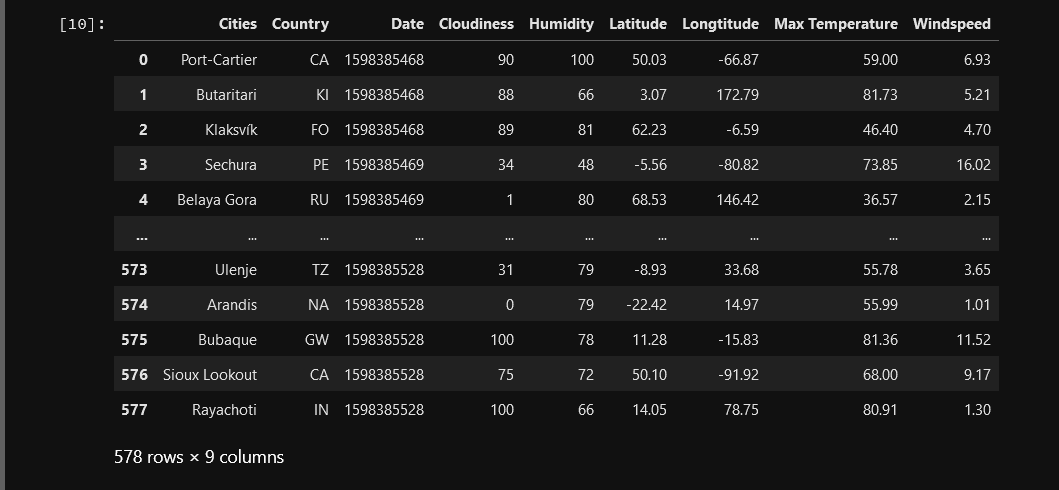 [10]: Cities Country Date Cloudiness Humidity Latitude Longtitude Max Temperature Windspeed
0 Port-Cartier CA 1598385468 90 100 50.03 -66.87 59.00 6.93
1 Butaritari KI 1598385468 88 66 3.07 172.79 81.73 5.21
2 Klaksvík FO 1598385468 89 81 62.23 -6.59 46.40 4.70
3 Sechura PE 1598385469 34 48 -5.56 -80.82 73.85 16.02
4 Belaya Gora RU 1598385469 1 80 68.53 146.42 36.57 2.15
... ... ... ... ... ... ... ... ... ...
573 Ulenje TZ 1598385528 31 79 -8.93 33.68 55.78 3.65
574 Arandis NA 1598385528 0 79 -22.42 14.97 55.99 1.01
575 Bubaque GW 1598385528 100 78 11.28 -15.83 81.36 11.52
576 Sioux Lookout CA 1598385528 75 72 50.10 -91.92 68.00 9.17
577 Rayachoti IN 1598385528 100 66 14.05 78.75 80.91 1.30
578 rows × 9 columns